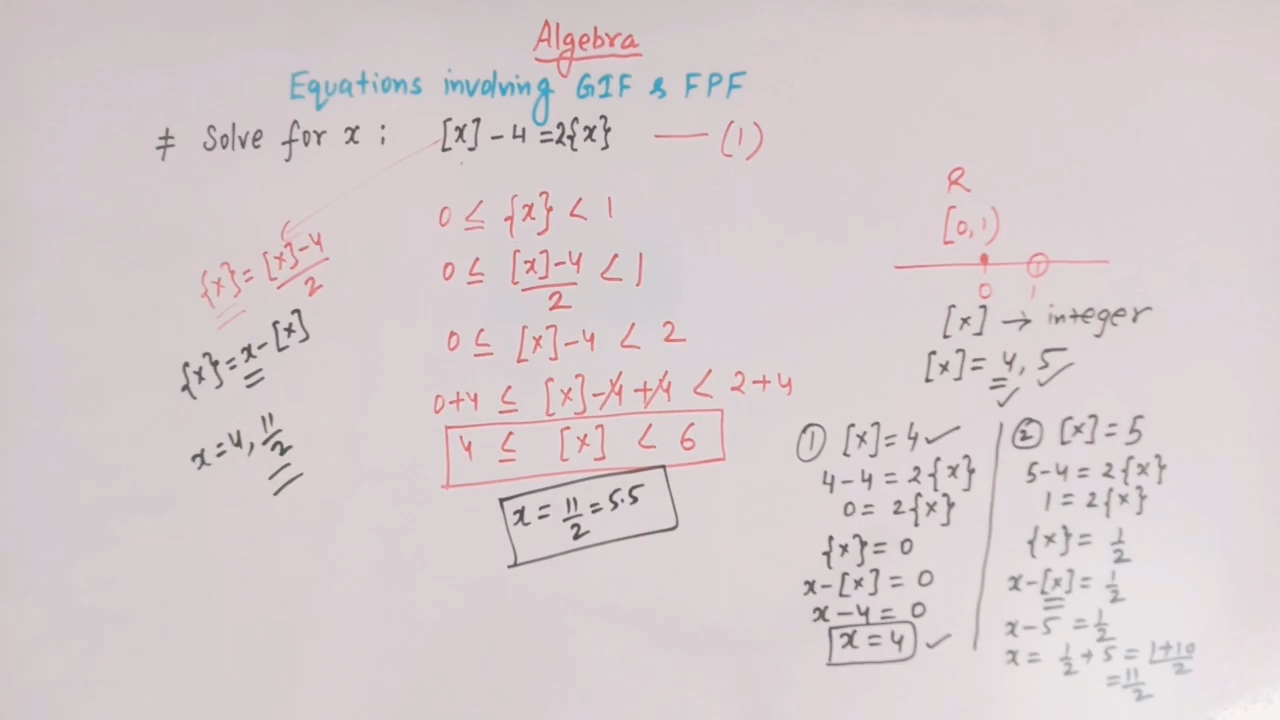 Algebra
Equations involving GIF & FPF
≠ Solve for x : [x] - 4 = 2{x} — (1)
0 ≤ {x} < 1
0 ≤ [x]-4/2 < 1
0 ≤ [x]-4 < 2
0+4 ≤ [x]-4+4 < 2+4
4 ≤ [x] < 6
x = 11/2 = 5.5
{x} = [x]-4/2
{x} = x-[x]
x = 4, 11/2
R
[0,1)
0 1
[x] → integer
[x] = 4, 5 ✓
✓
① [x] = 4 ✓
4-4 = 2{x}
0 = 2{x}
{x} = 0
x-[x] = 0
x-4 = 0
x = 4 ✓
② [x] = 5
5-4 = 2{x}
1 = 2{x}
{x} = 1/2
x-[x] = 1/2
x-5 = 1/2
x = 1/2 + 5 = 1+10/2
= 11/2